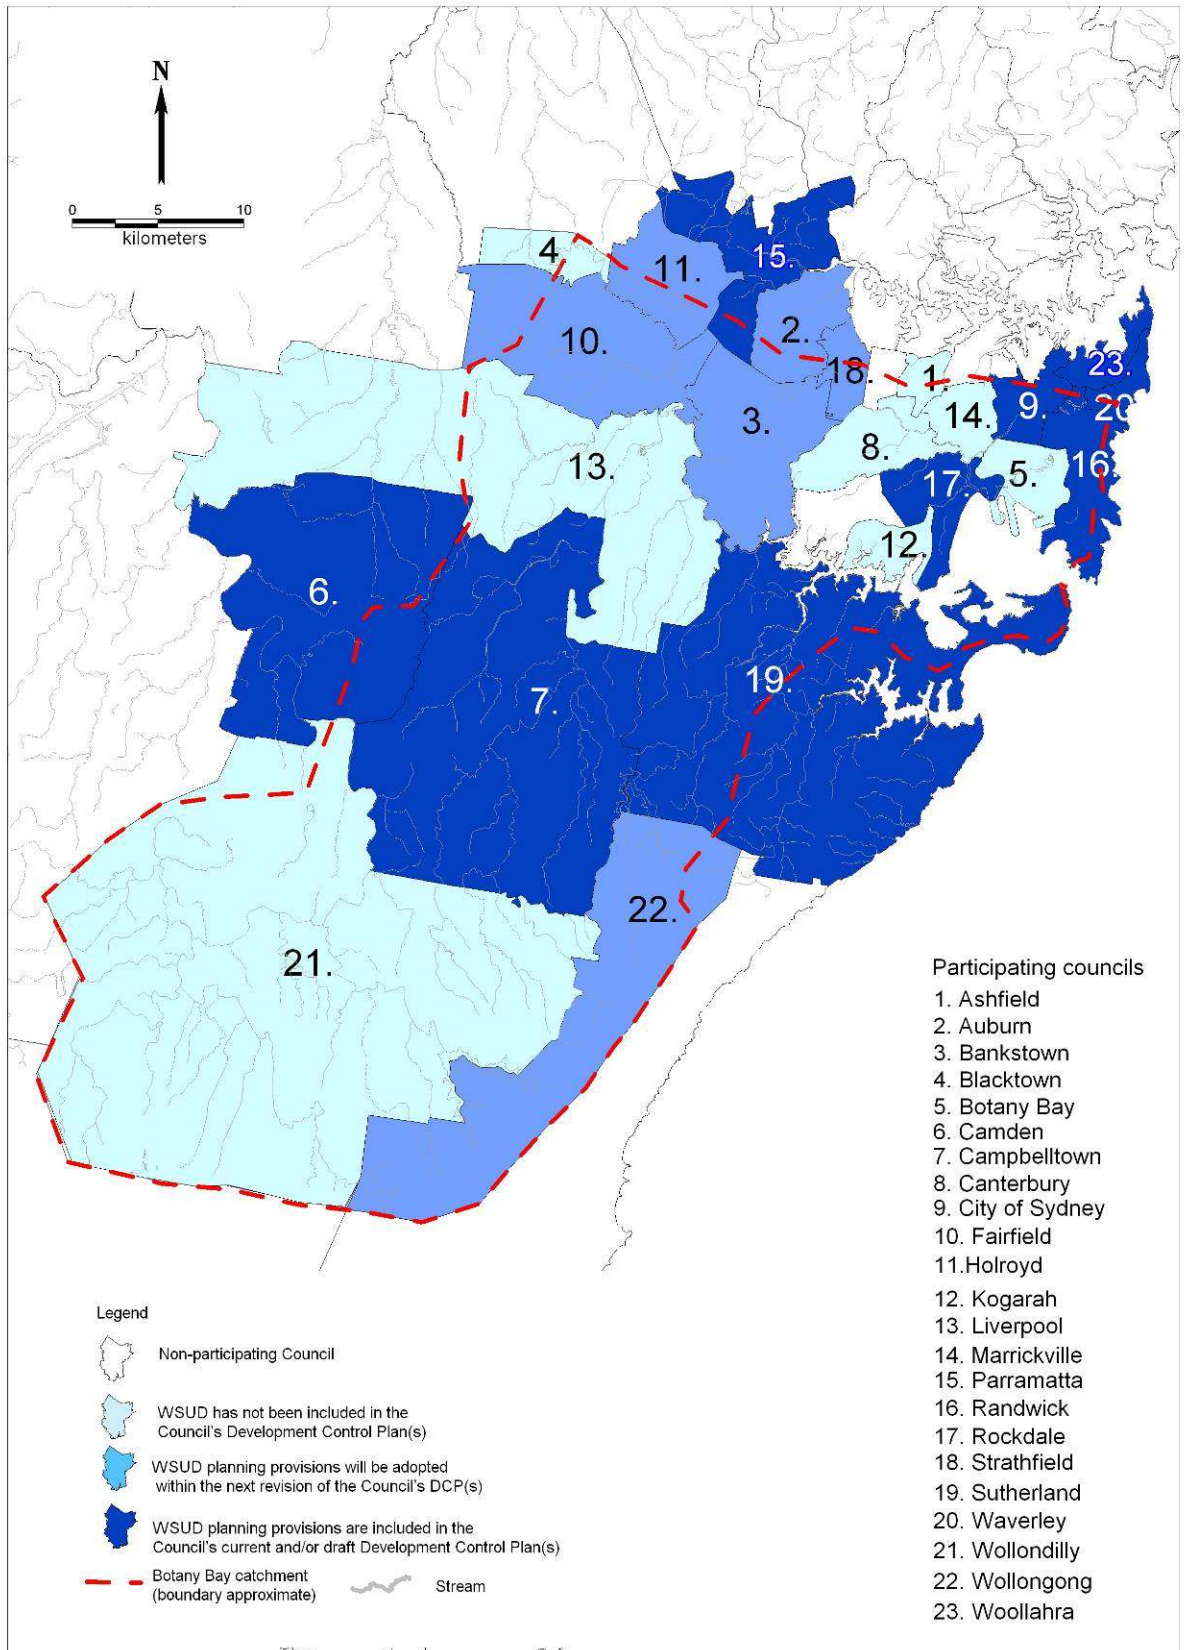 N
0 5 10
kilometers
4.
11.
15.
10.
2.
18.
1.
23.
9.
20
14.
3.
8.
13.
5.
16.
17.
12.
6.
7.
19.
22.
21.
Participating councils
1. Ashfield
2. Auburn
3. Bankstown
4. Blacktown
5. Botany Bay
6. Camden
7. Campbelltown
8. Canterbury
9. City of Sydney
10. Fairfield
11.Holroyd
12. Kogarah
13. Liverpool
14. Marrickville
15. Parramatta
16. Randwick
17. Rockdale
18. Strathfield
19. Sutherland
20. Waverley
21. Wollondilly
22. Wollongong
23. Woollahra
Legend
Non-participating Council
WSUD has not been included in the
Council's Development Control Plan(s)
WSUD planning provisions will be adopted
within the next revision of the Council's DCP(s)
WSUD planning provisions are included in the
Council's current and/or draft Development Control Plan(s)
Botany Bay catchment
(boundary approximate)
Stream